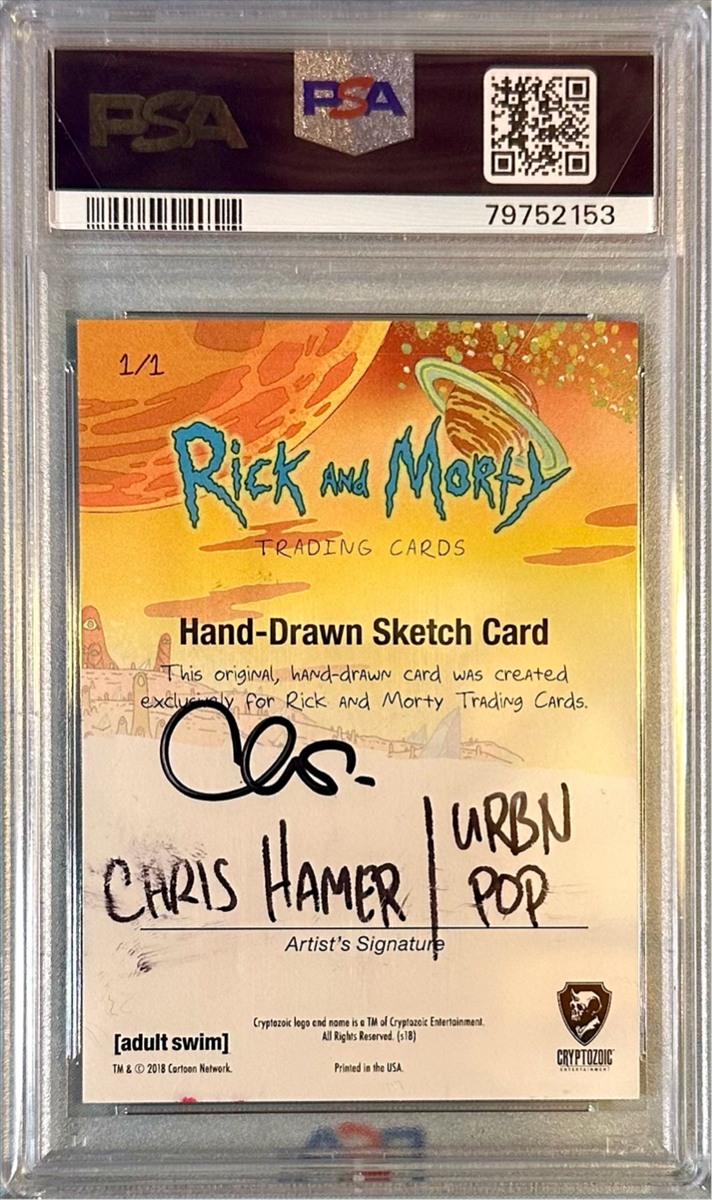 PSA
PSA
79752153
1/1
Rick and Morty
TRADING CARDS
Hand-Drawn Sketch Card
This original, hand-drawn card was created
exclusively for Rick and Morty Trading Cards.
CHRIS HAMER | URBN
POP
Artist's Signature
Cryptozoic logo and name is a TM of Cryptozoic Entertainment.
All Rights Reserved. (s18)
[adult swim]
TM & © 2018 Cartoon Network.
Printed in the USA.
CRYPTOZOIC
ENTERTAINMENT
PSA